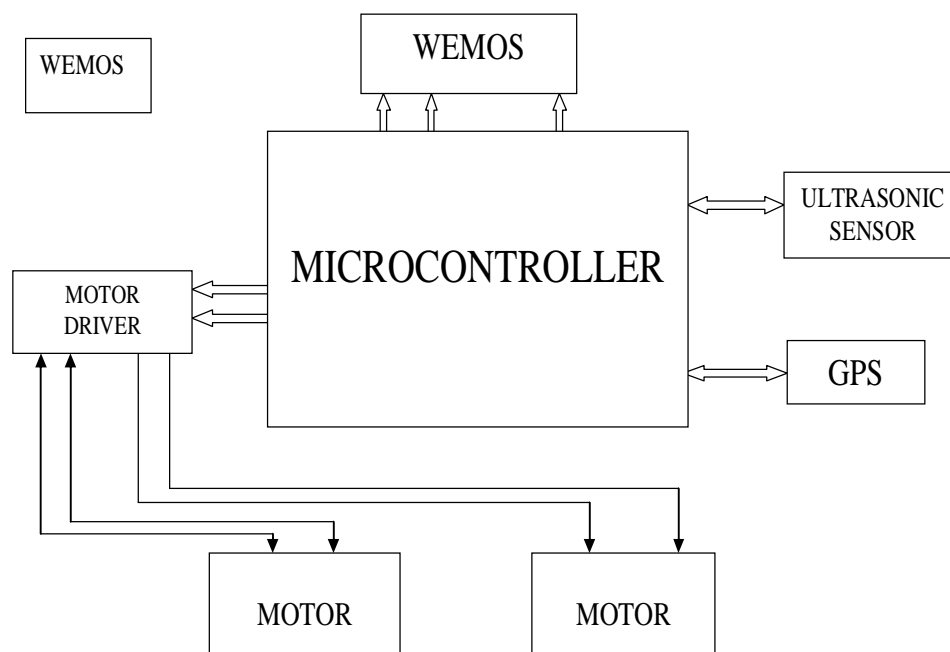 WEMOS
WEMOS
MICROCONTROLLER
ULTRASONIC
SENSOR
MOTOR
DRIVER
GPS
MOTOR
MOTOR